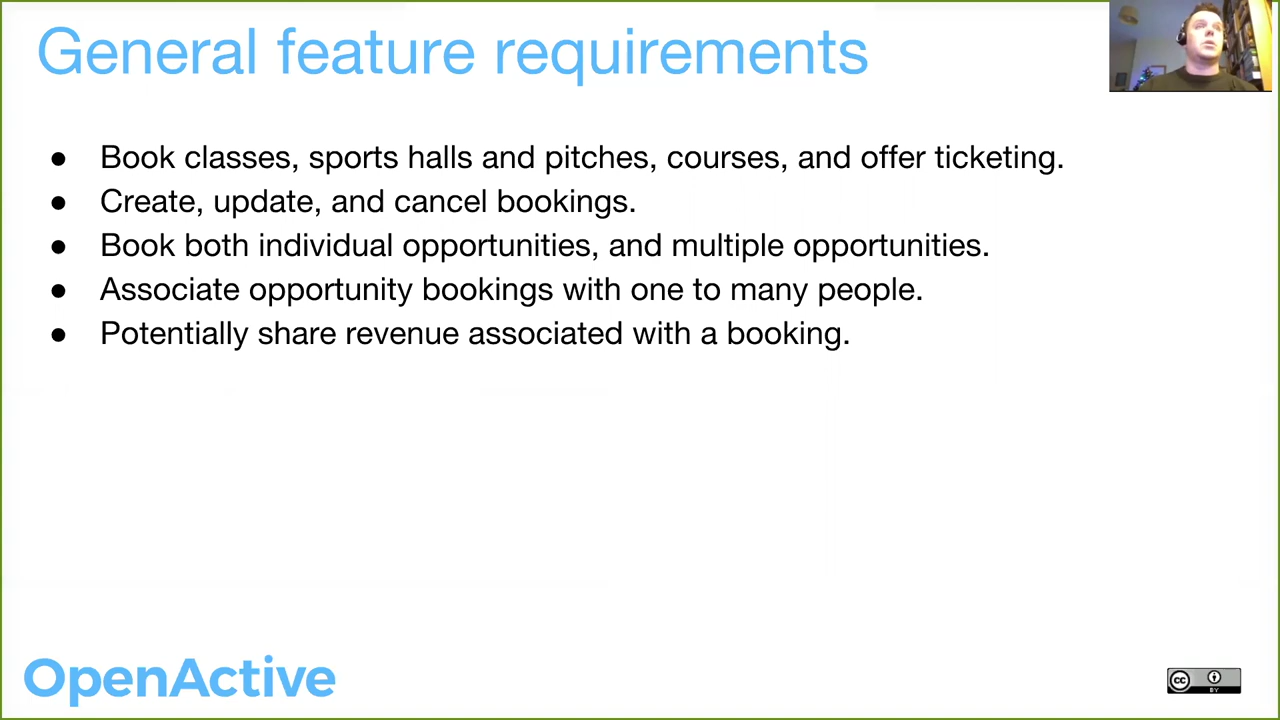 General feature requirements
● Book classes, sports halls and pitches, courses, and offer ticketing.
● Create, update, and cancel bookings.
● Book both individual opportunities, and multiple opportunities.
● Associate opportunity bookings with one to many people.
● Potentially share revenue associated with a booking.
OpenActive
cc
BY